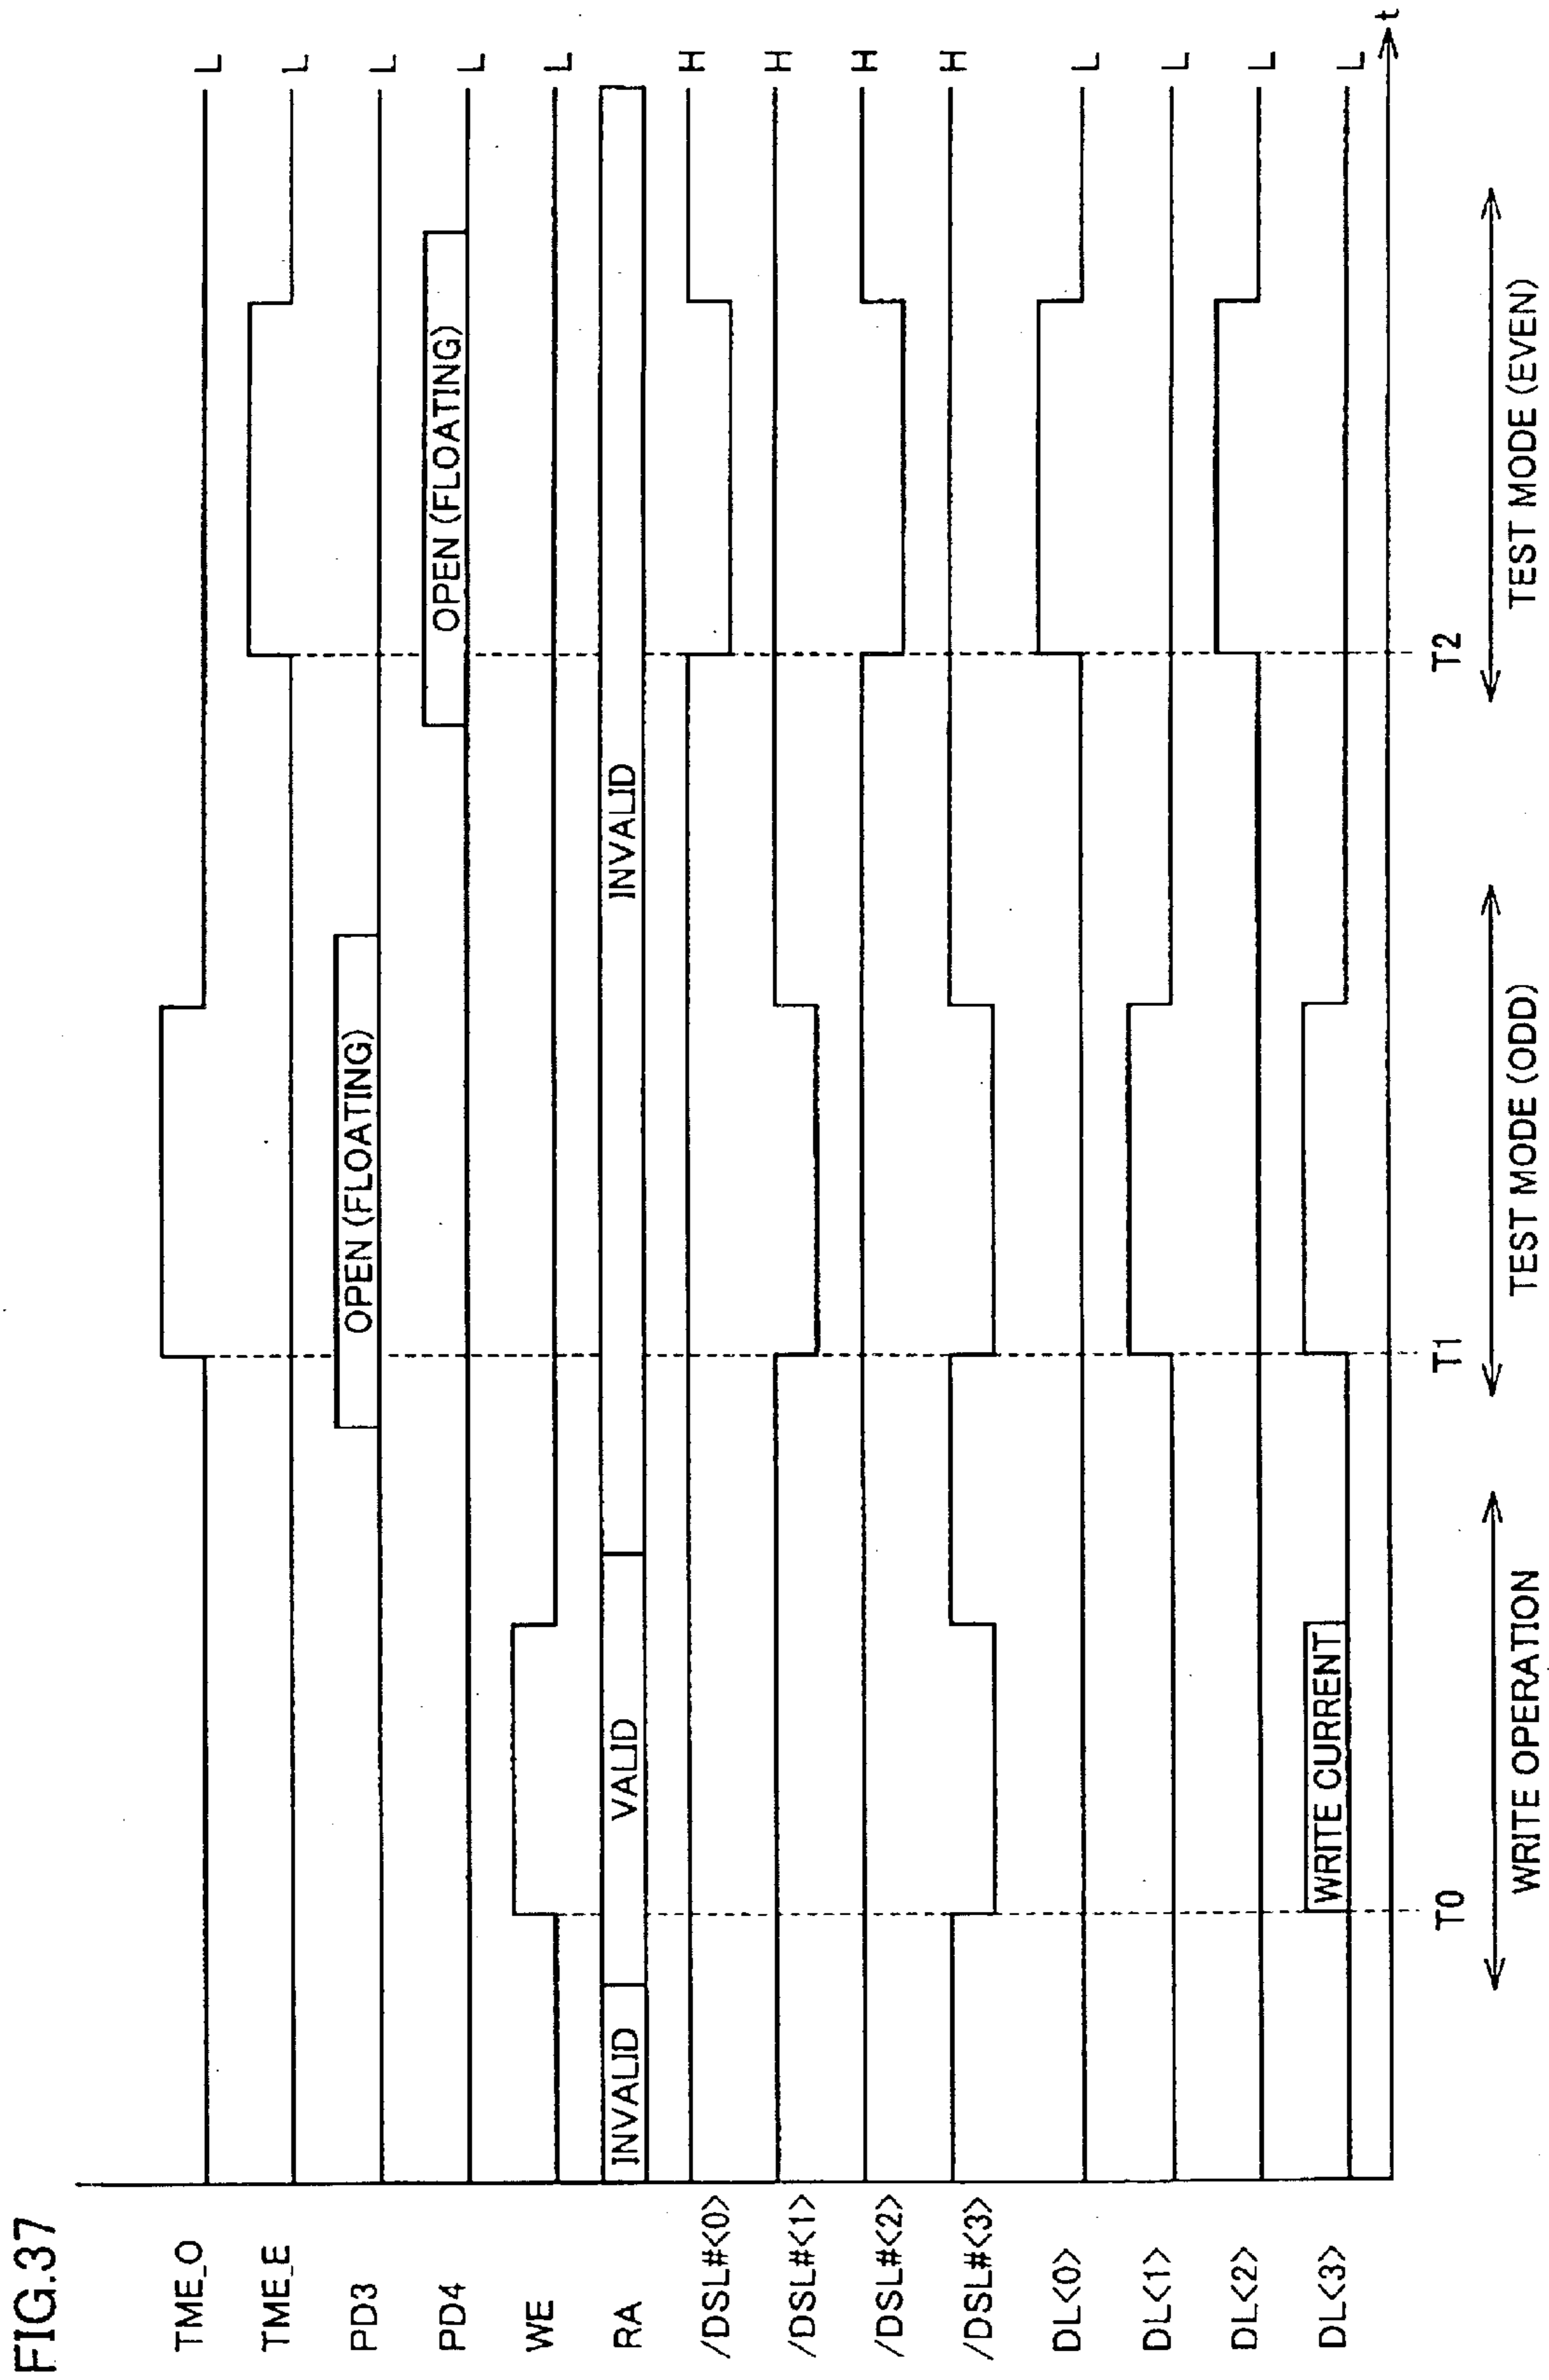 FIG.37
TME_O L
TME_E L
PD3 OPEN (FLOATING) L
PD4 OPEN (FLOATING) L
WE L
RA INVALID VALID INVALID
/DSL#<0> H
/DSL#<1> H
/DSL#<2> H
/DSL#<3> H
DL<0> L
DL<1> L
DL<2> L
DL<3> WRITE CURRENT L
t
T0 T1 T2
WRITE OPERATION TEST MODE (ODD) TEST MODE (EVEN)